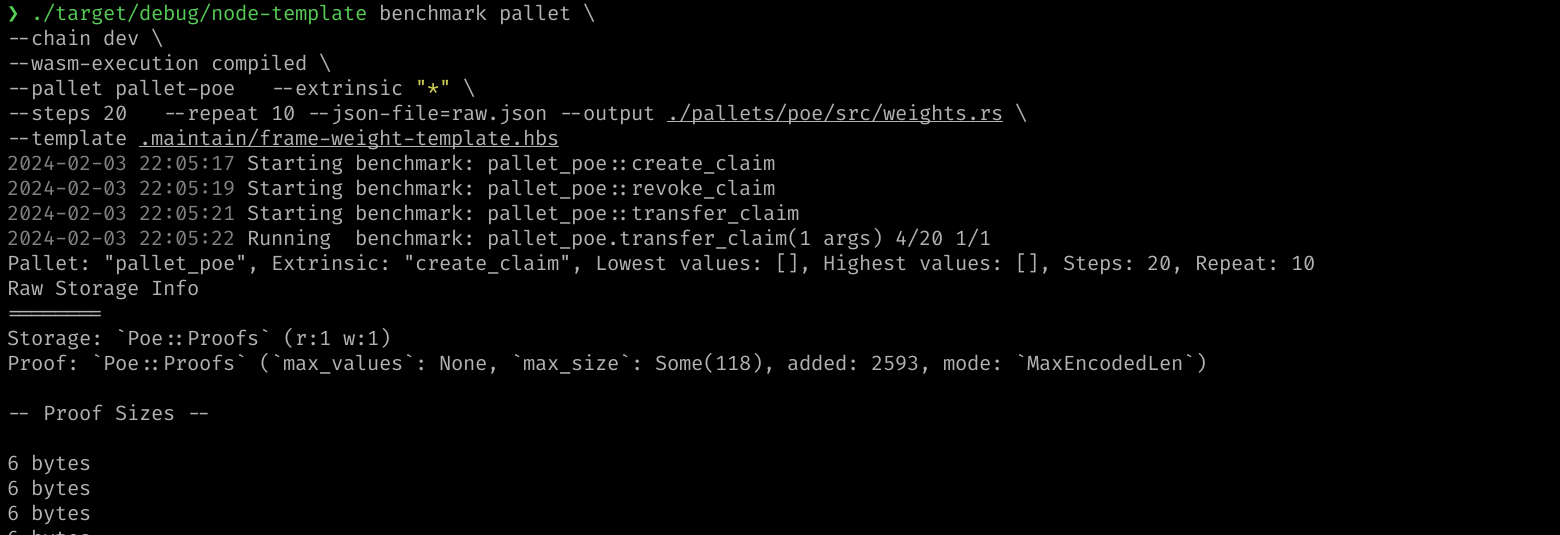 ❯ ./target/debug/node-template benchmark pallet \
--chain dev \
--wasm-execution compiled \
--pallet pallet-poe   --extrinsic "*" \
--steps 20   --repeat 10 --json-file=raw.json --output ./pallets/poe/src/weights.rs \
--template .maintain/frame-weight-template.hbs
2024-02-03 22:05:17 Starting benchmark: pallet_poe::create_claim
2024-02-03 22:05:19 Starting benchmark: pallet_poe::revoke_claim
2024-02-03 22:05:21 Starting benchmark: pallet_poe::transfer_claim
2024-02-03 22:05:22 Running  benchmark: pallet_poe.transfer_claim(1 args) 4/20 1/1
Pallet: "pallet_poe", Extrinsic: "create_claim", Lowest values: [], Highest values: [], Steps: 20, Repeat: 10
Raw Storage Info
========
Storage: `Poe::Proofs` (r:1 w:1)
Proof: `Poe::Proofs` (`max_values`: None, `max_size`: Some(118), added: 2593, mode: `MaxEncodedLen`)
-- Proof Sizes --
6 bytes
6 bytes
6 bytes